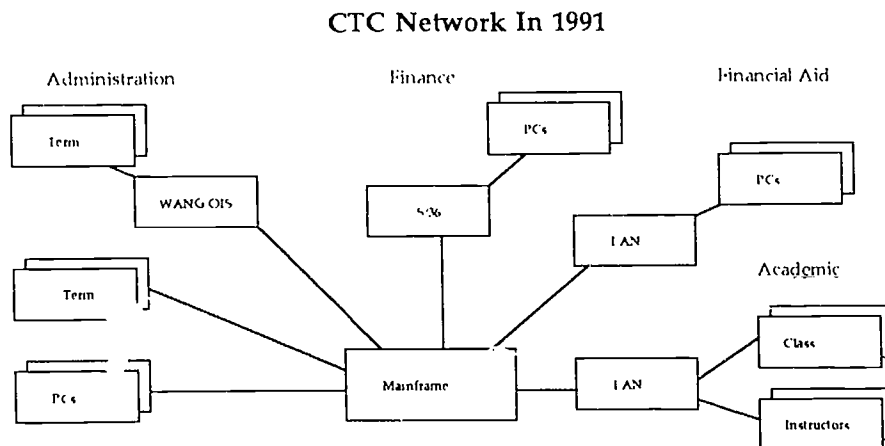 CTC Network In 1991
Administration
Finance
Financial Aid
Term
PCs
PCs
WANG OIS
S/36
LAN
Academic
Term
Class
Mainframe
LAN
PCs
Instructors